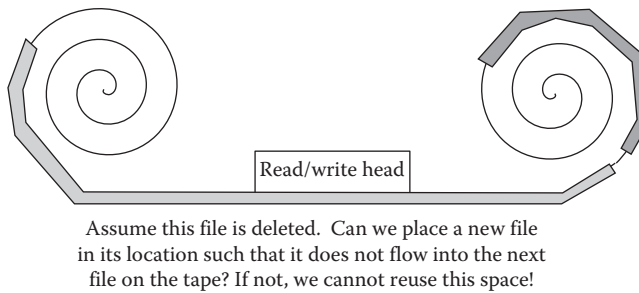 Read/write head
Assume this file is deleted. Can we place a new file
in its location such that it does not flow into the next
file on the tape? If not, we cannot reuse this space!